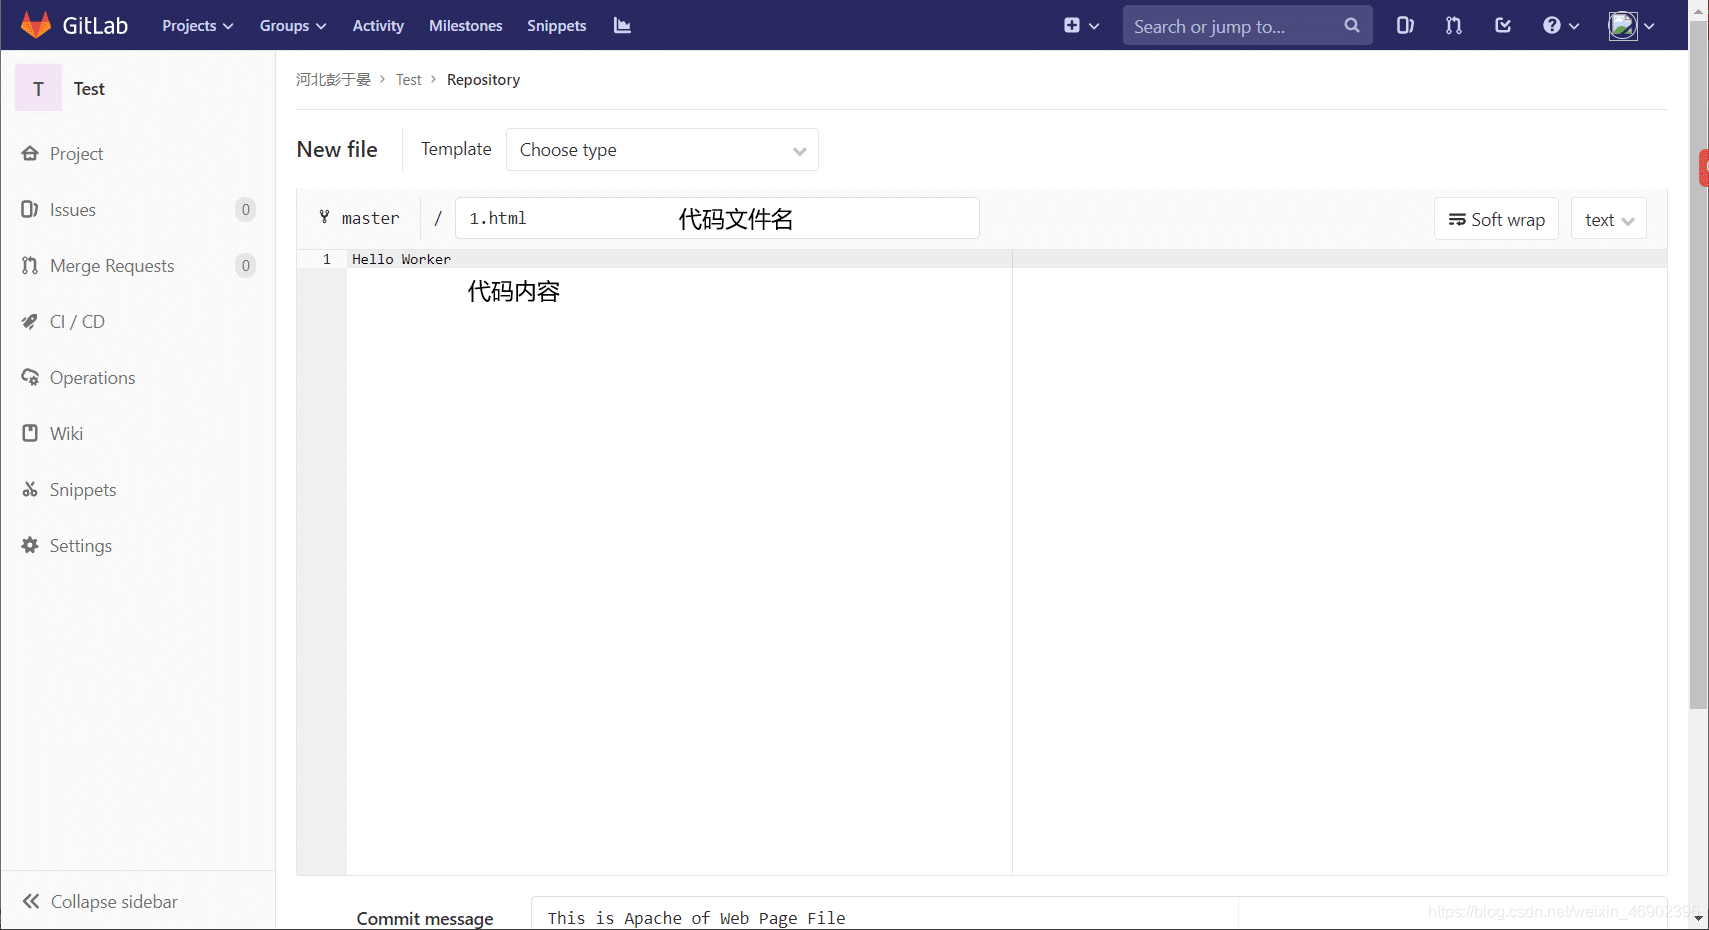 GitLab Projects Groups Activity Milestones Snippets Search or jump to...
T Test
Project
Issues 0
Merge Requests 0
CI / CD
Operations
Wiki
Snippets
Settings
Collapse sidebar
河北彭于晏 > Test > Repository
New file Template Choose type
master / 1.html 代码文件名 Soft wrap text
1 Hello Worker
代码内容
Commit message This is Apache of Web Page File
https://blog.csdn.net/weixin_46902396